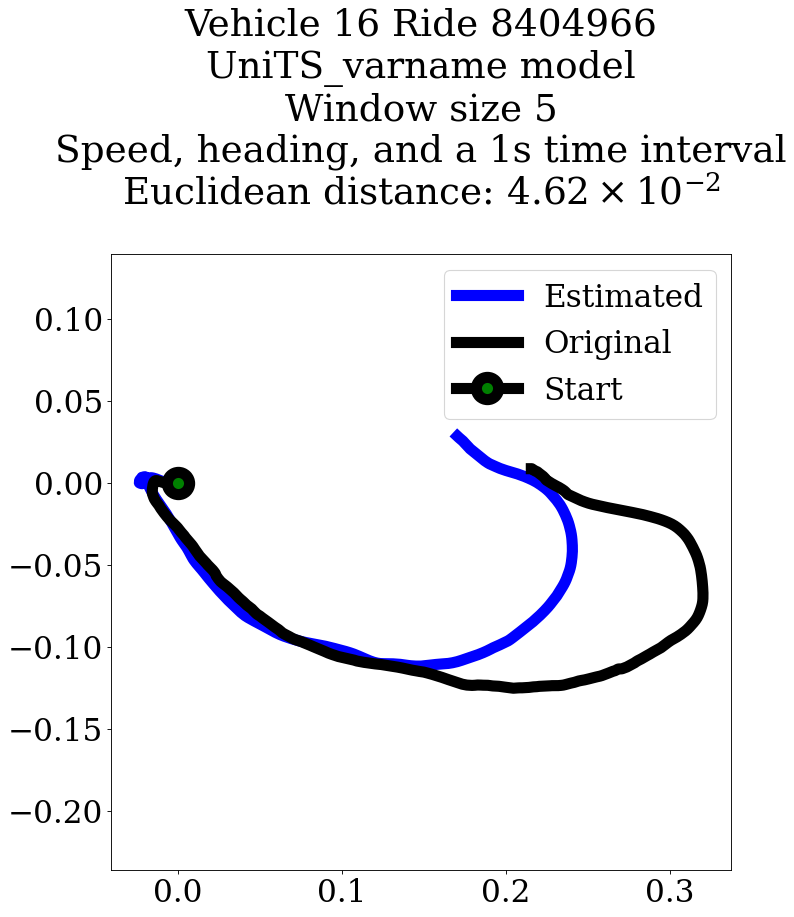 Vehicle 16 Ride 8404966
UniTS_varname model
Window size 5
Speed, heading, and a 1s time interval
Euclidean distance: 4.62 × 10⁻²
Estimated
Original
Start
0.10
0.05
0.00
−0.05
−0.10
−0.15
−0.20
0.0 0.1 0.2 0.3